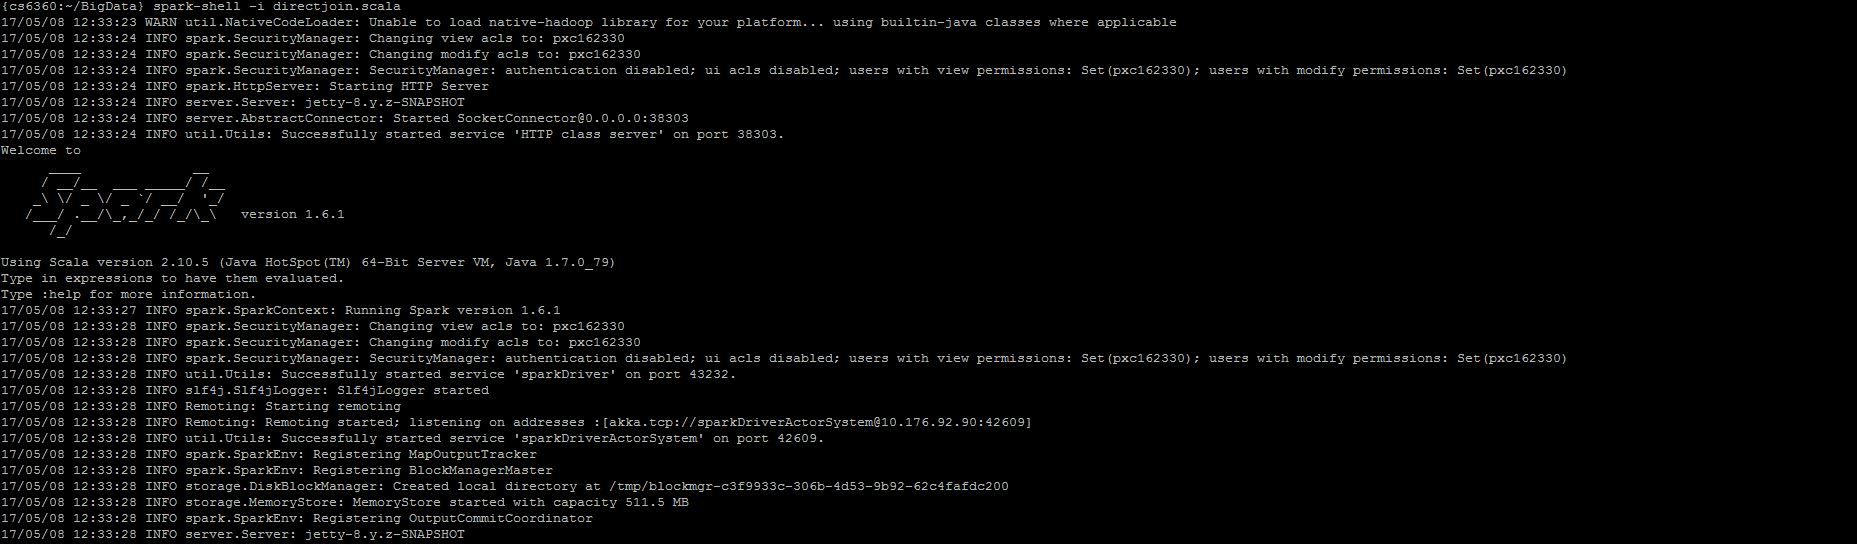 {cs6360:~/BigData} spark-shell -i directjoin.scala
17/05/08 12:33:23 WARN util.NativeCodeLoader: Unable to load native-hadoop library for your platform... using builtin-java classes where applicable
17/05/08 12:33:24 INFO spark.SecurityManager: Changing view acls to: pxc162330
17/05/08 12:33:24 INFO spark.SecurityManager: Changing modify acls to: pxc162330
17/05/08 12:33:24 INFO spark.SecurityManager: SecurityManager: authentication disabled; ui acls disabled; users with view permissions: Set(pxc162330); users with modify permissions: Set(pxc162330)
17/05/08 12:33:24 INFO spark.HttpServer: Starting HTTP Server
17/05/08 12:33:24 INFO server.Server: jetty-8.y.z-SNAPSHOT
17/05/08 12:33:24 INFO server.AbstractConnector: Started SocketConnector@0.0.0.0:38303
17/05/08 12:33:24 INFO util.Utils: Successfully started service 'HTTP class server' on port 38303.
Welcome to
      ____              __
     / __/__  ___ _____/ /__
    _\ \/ _ \/ _ `/ __/  '_/
   /___/ .__/\_,_/_/ /_/\_\   version 1.6.1
      /_/
Using Scala version 2.10.5 (Java HotSpot(TM) 64-Bit Server VM, Java 1.7.0_79)
Type in expressions to have them evaluated.
Type :help for more information.
17/05/08 12:33:27 INFO spark.SparkContext: Running Spark version 1.6.1
17/05/08 12:33:28 INFO spark.SecurityManager: Changing view acls to: pxc162330
17/05/08 12:33:28 INFO spark.SecurityManager: Changing modify acls to: pxc162330
17/05/08 12:33:28 INFO spark.SecurityManager: SecurityManager: authentication disabled; ui acls disabled; users with view permissions: Set(pxc162330); users with modify permissions: Set(pxc162330)
17/05/08 12:33:28 INFO util.Utils: Successfully started service 'sparkDriver' on port 43232.
17/05/08 12:33:28 INFO slf4j.Slf4jLogger: Slf4jLogger started
17/05/08 12:33:28 INFO Remoting: Starting remoting
17/05/08 12:33:28 INFO Remoting: Remoting started; listening on addresses :[akka.tcp://sparkDriverActorSystem@10.176.92.90:42609]
17/05/08 12:33:28 INFO util.Utils: Successfully started service 'sparkDriverActorSystem' on port 42609.
17/05/08 12:33:28 INFO spark.SparkEnv: Registering MapOutputTracker
17/05/08 12:33:28 INFO spark.SparkEnv: Registering BlockManagerMaster
17/05/08 12:33:28 INFO storage.DiskBlockManager: Created local directory at /tmp/blockmgr-c3f9933c-306b-4d53-9b92-62c4fafdc200
17/05/08 12:33:28 INFO storage.MemoryStore: MemoryStore started with capacity 511.5 MB
17/05/08 12:33:28 INFO spark.SparkEnv: Registering OutputCommitCoordinator
17/05/08 12:33:28 INFO server.Server: jetty-8.y.z-SNAPSHOT